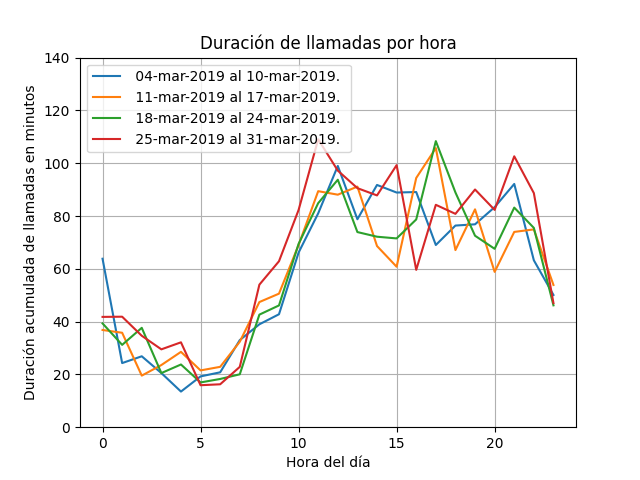 Duración de llamadas por hora
04-mar-2019 al 10-mar-2019.
11-mar-2019 al 17-mar-2019.
18-mar-2019 al 24-mar-2019.
25-mar-2019 al 31-mar-2019.
Duración acumulada de llamadas en minutos
140
120
100
80
60
40
20
0
0 5 10 15 20
Hora del día